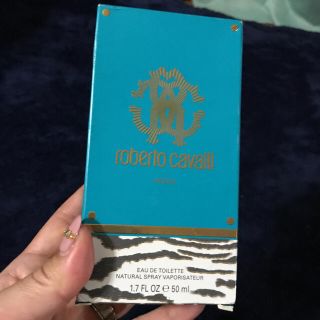 roberto cavalli
EAU DE TOILETTE
NATURAL SPRAY VAPORISATEUR
1.7 FL OZ ℮ 50 ml